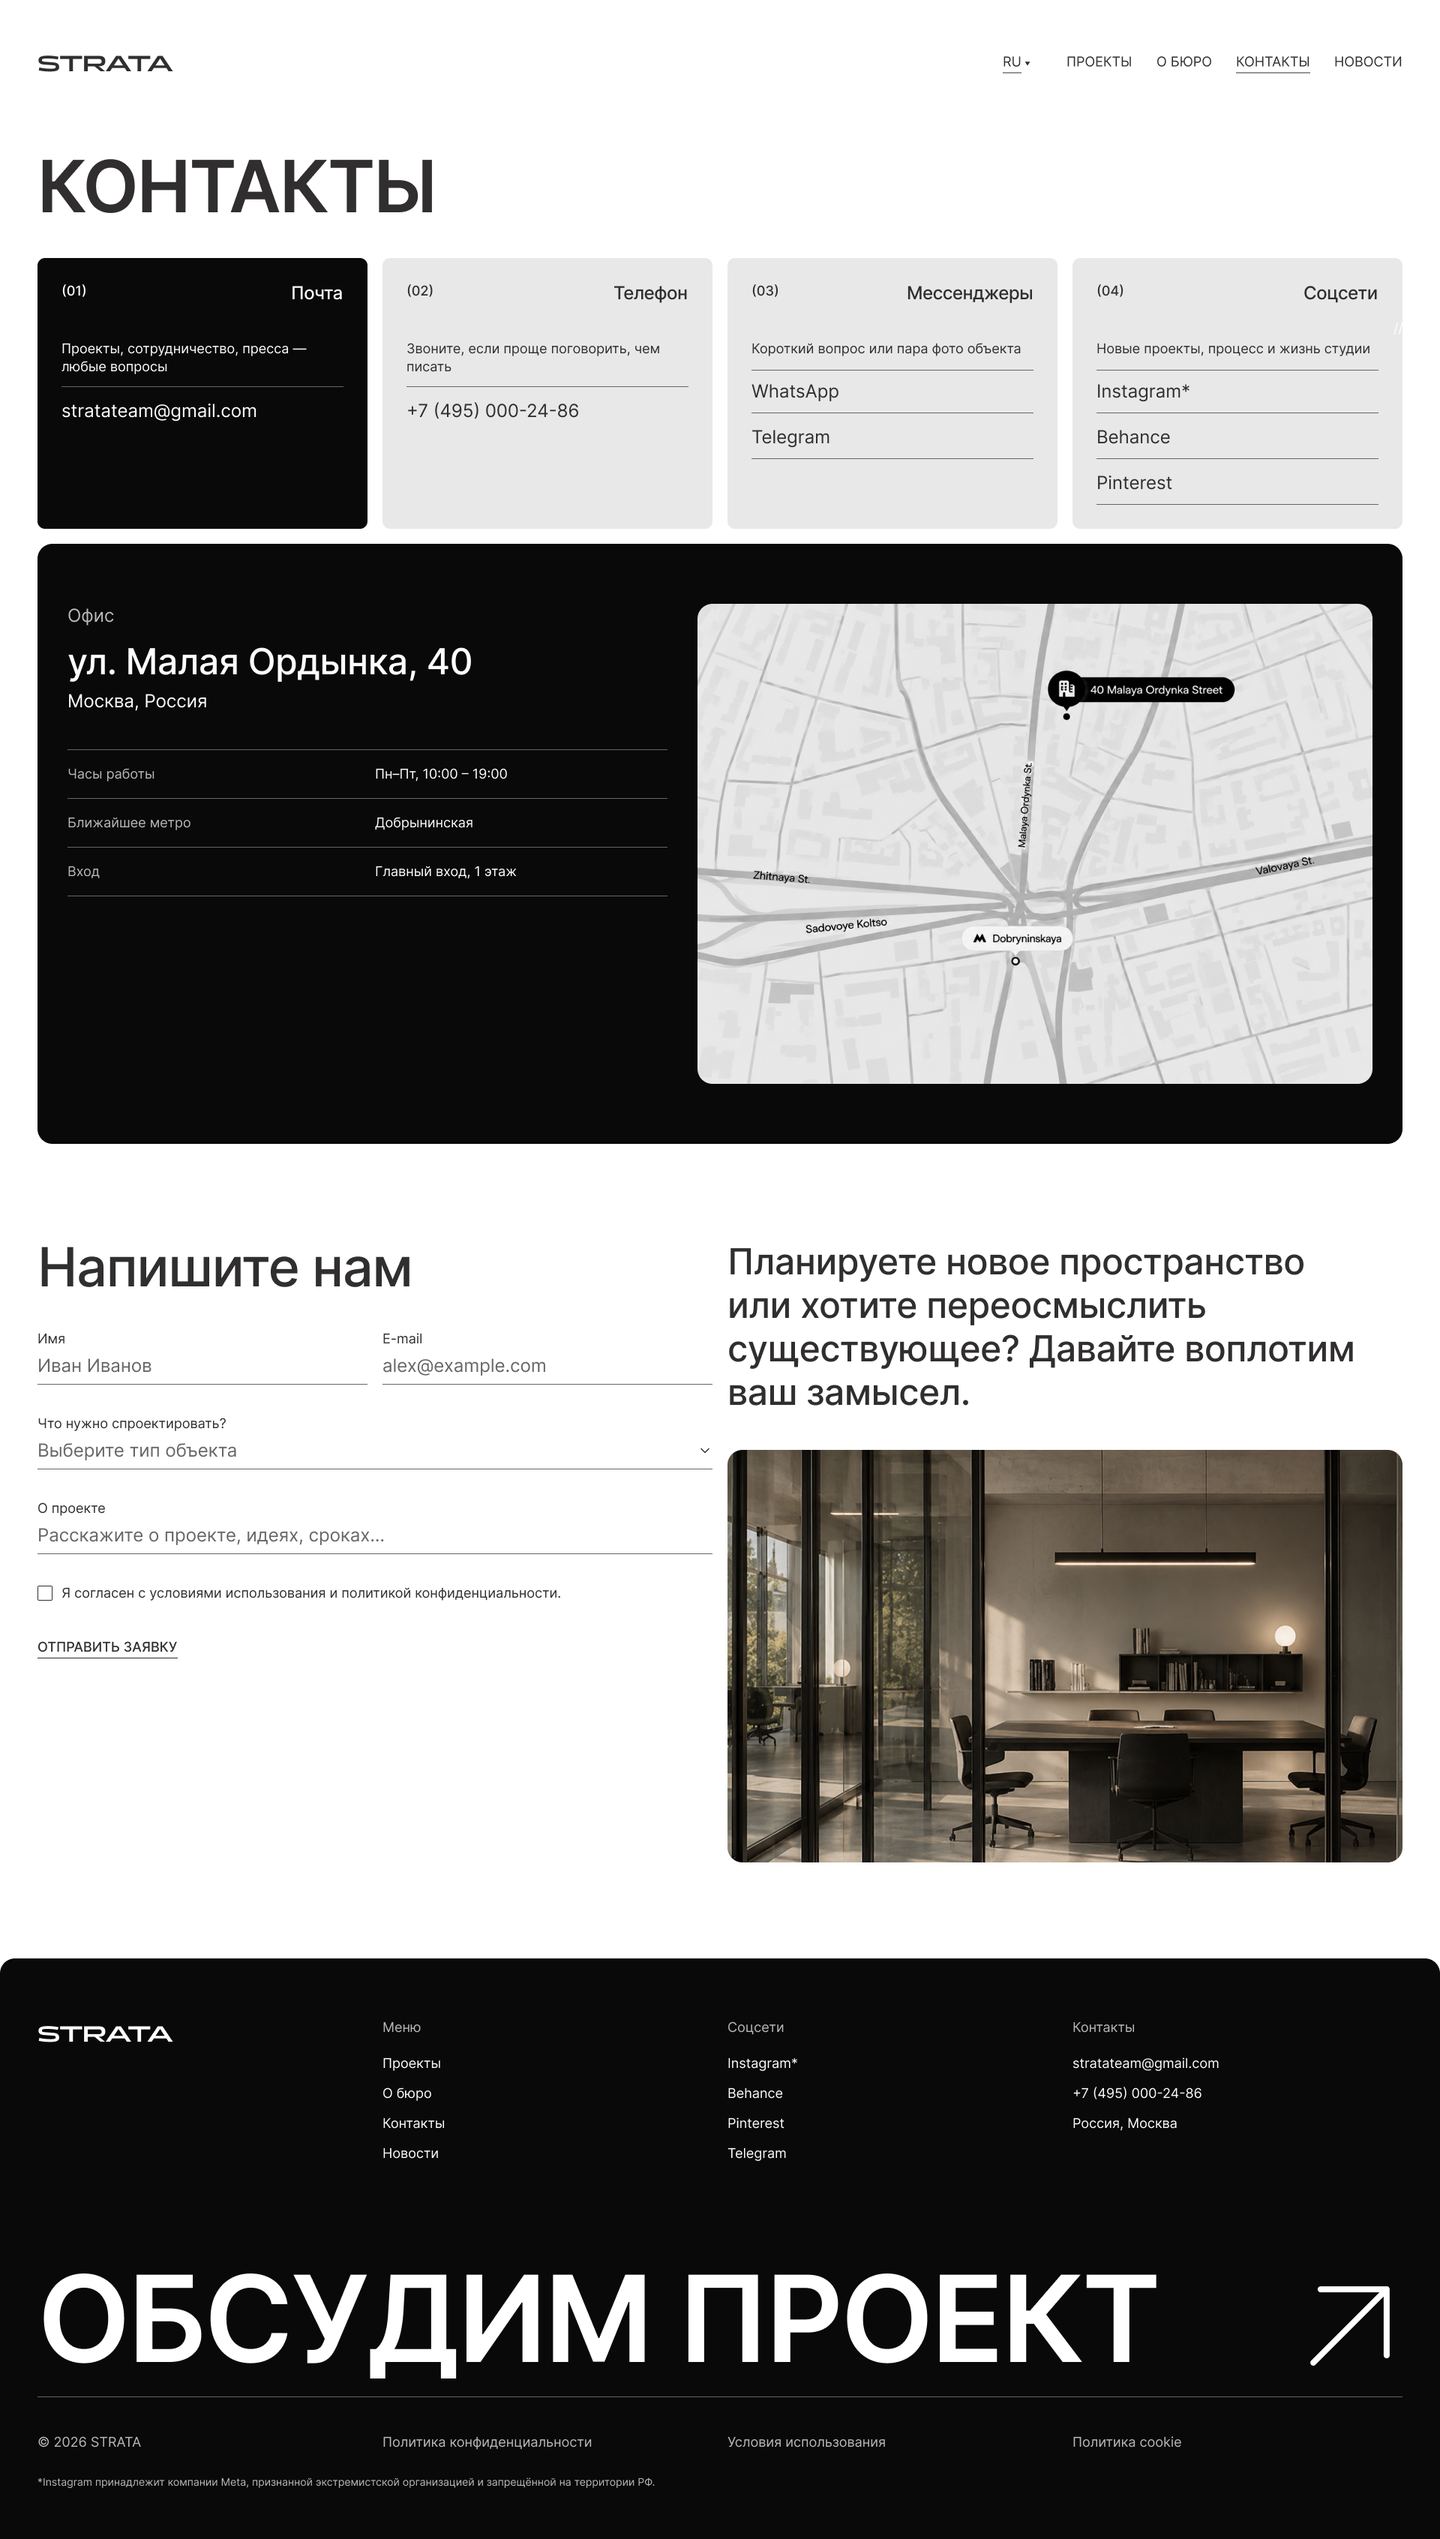 STRATA
RU ПРОЕКТЫ О БЮРО КОНТАКТЫ НОВОСТИ
КОНТАКТЫ
(01) Почта
Проекты, сотрудничество, пресса —
любые вопросы
stratateam@gmail.com
(02) Телефон
Звоните, если проще поговорить, чем
писать
+7 (495) 000-24-86
(03) Мессенджеры
Короткий вопрос или пара фото объекта
WhatsApp
Telegram
(04) Соцсети
//
Новые проекты, процесс и жизнь студии
Instagram*
Behance
Pinterest
Офис
ул. Малая Ордынка, 40
Москва, Россия
Часы работы Пн–Пт, 10:00 – 19:00
Ближайшее метро Добрынинская
Вход Главный вход, 1 этаж
40 Malaya Ordynka Street
Malaya Ordynka St.
Zhitnaya St.
Valovaya St.
Sadovoye Koltso
Dobryninskaya
Напишите нам
Имя
Иван Иванов
E-mail
alex@example.com
Что нужно спроектировать?
Выберите тип объекта
О проекте
Расскажите о проекте, идеях, сроках...
Я согласен с условиями использования и политикой конфиденциальности.
ОТПРАВИТЬ ЗАЯВКУ
Планируете новое пространство
или хотите переосмыслить
существующее? Давайте воплотим
ваш замысел.
STRATA
Меню
Проекты
О бюро
Контакты
Новости
Соцсети
Instagram*
Behance
Pinterest
Telegram
Контакты
stratateam@gmail.com
+7 (495) 000-24-86
Россия, Москва
ОБСУДИМ ПРОЕКТ
© 2026 STRATA Политика конфиденциальности Условия использования Политика cookie
*Instagram принадлежит компании Meta, признанной экстремистской организацией и запрещённой на территории РФ.